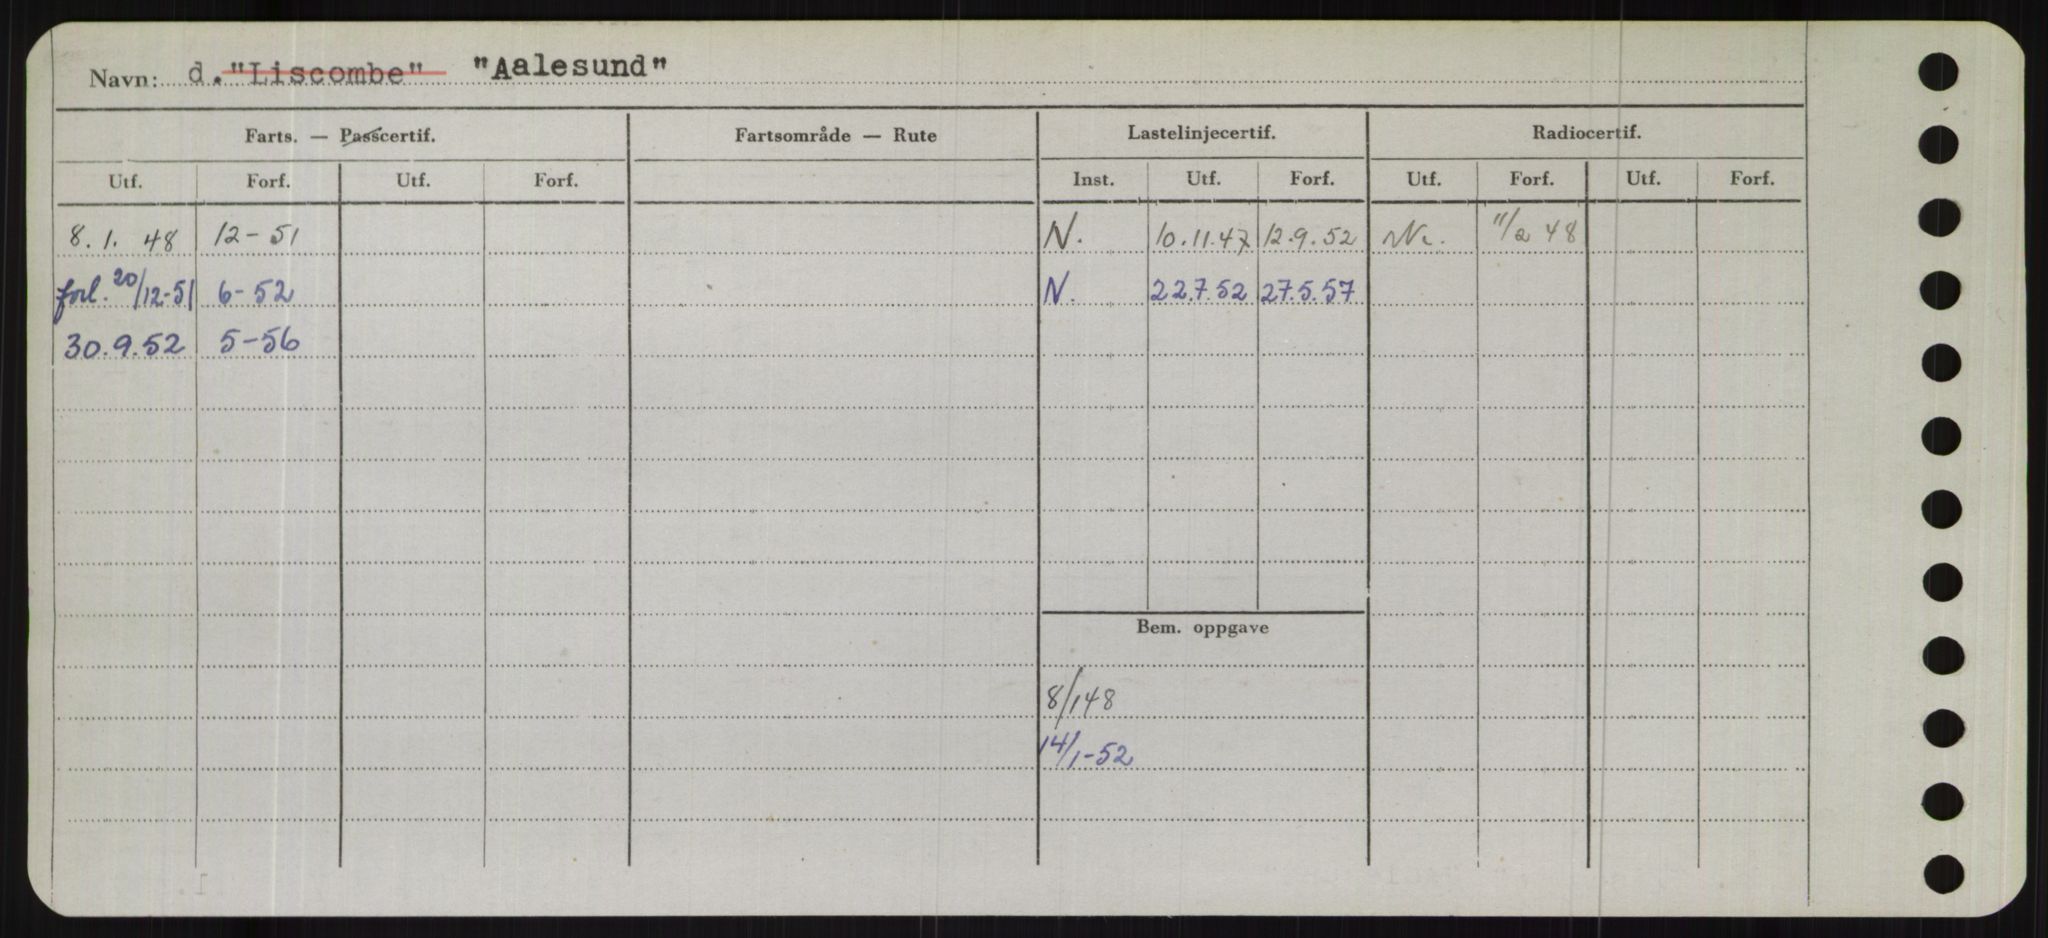 Navn: d. "Liscombe" "Aalesund"
Farts. — Passcertif. Fartsområde — Rute Lastelinjecertif. Radiocertif.
Utf. Forf. Utf. Forf. Inst. Utf. Forf. Utf. Forf. Utf. Forf.
8.1. 48 12-51 N. 10.11.47 12.9.52 11/2 48
forl. 20/12-51 6-52 N. 22.7.52 27.5.57
30.9.52 5-56
Bem. oppgave
8/1 48
14/1-52